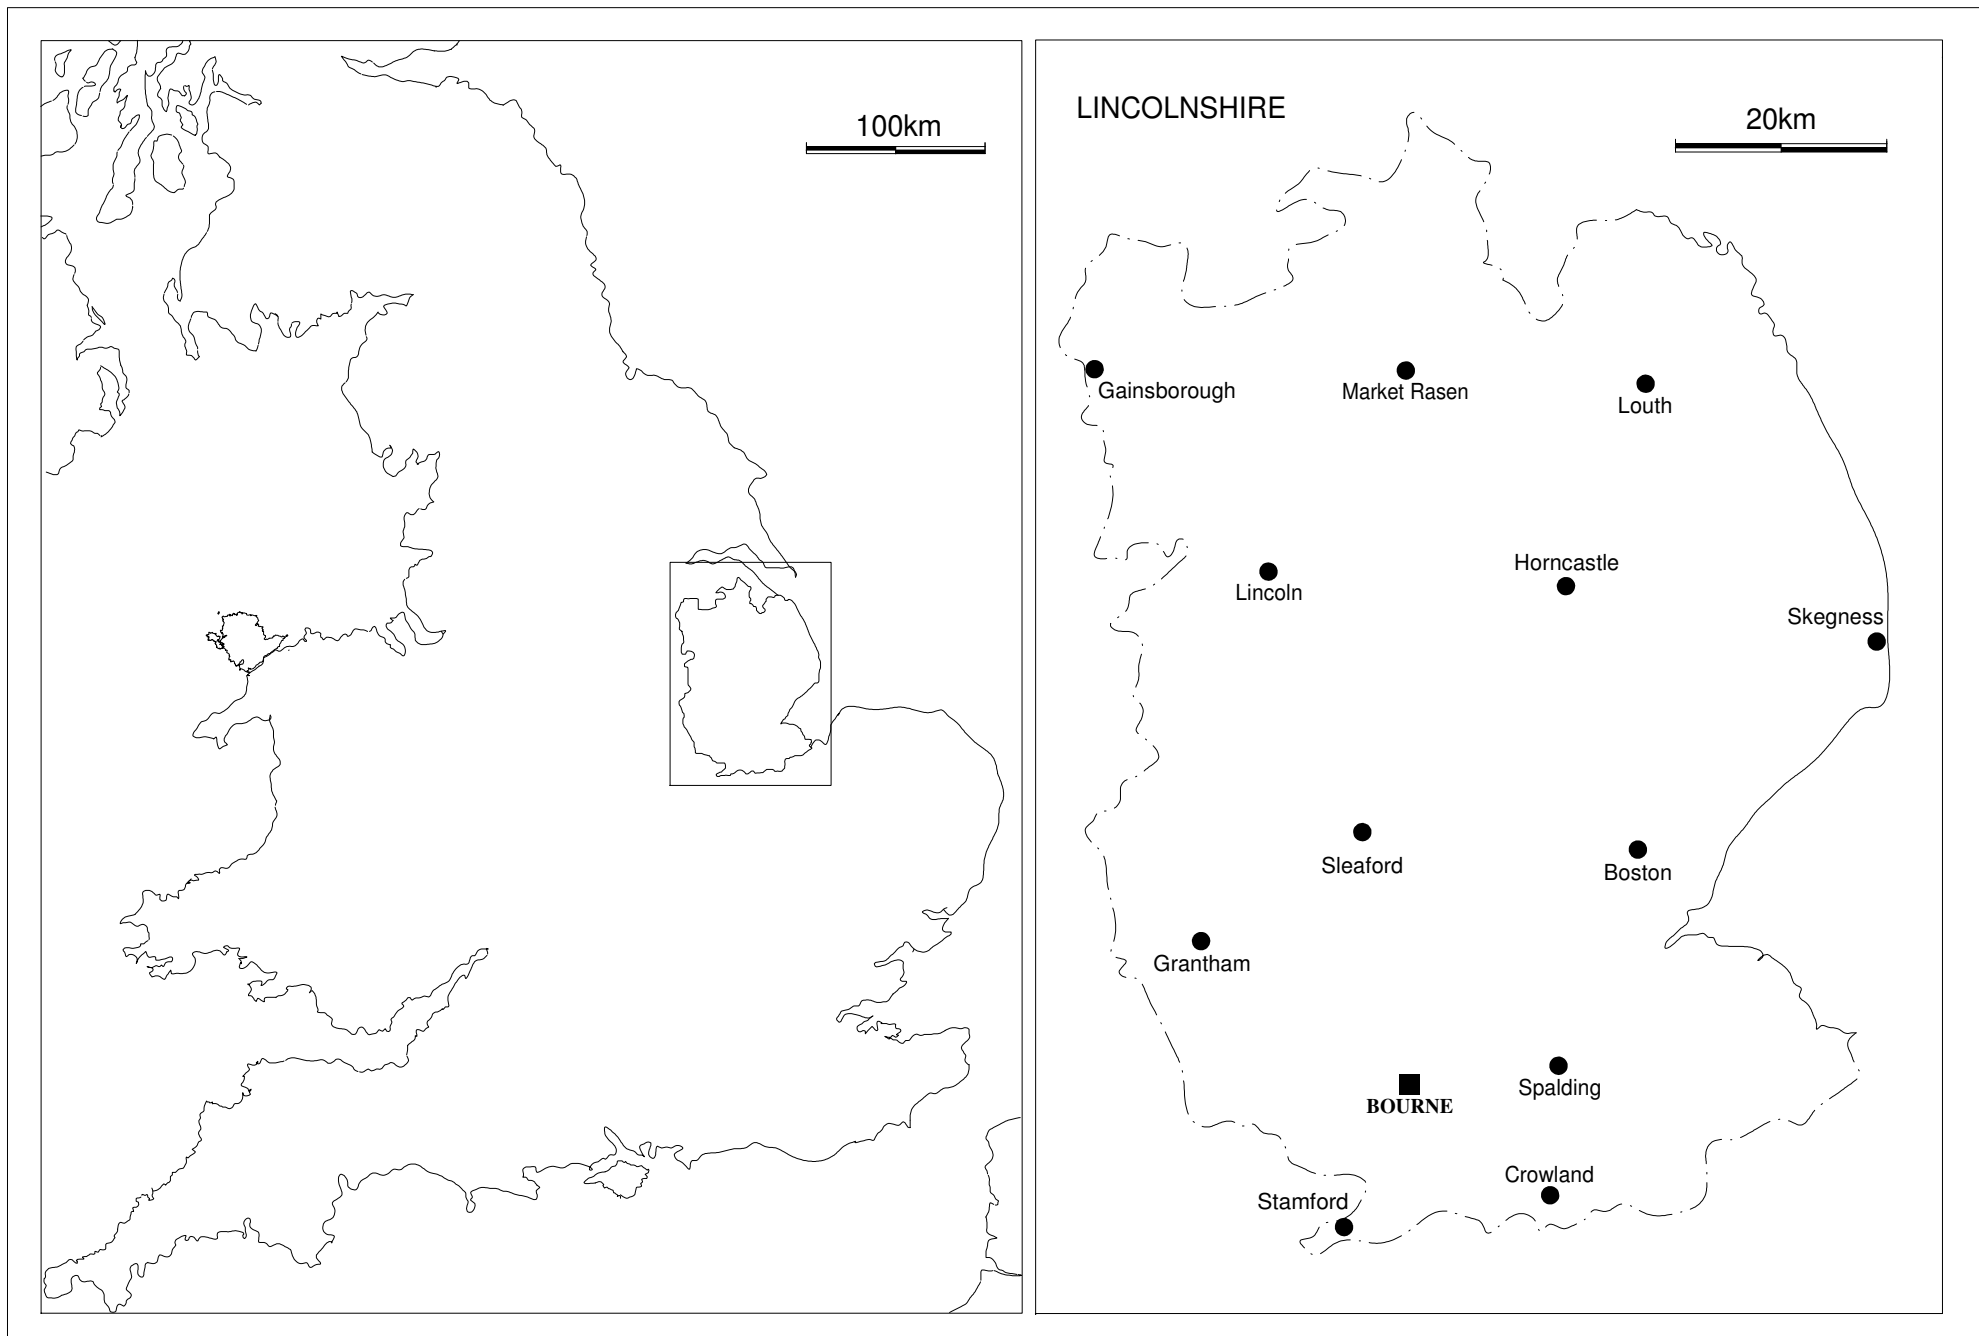 100km
LINCOLNSHIRE
20km
Gainsborough
Market Rasen
Louth
Horncastle
Lincoln
Skegness
Sleaford
Boston
Grantham
Spalding
BOURNE
Crowland
Stamford